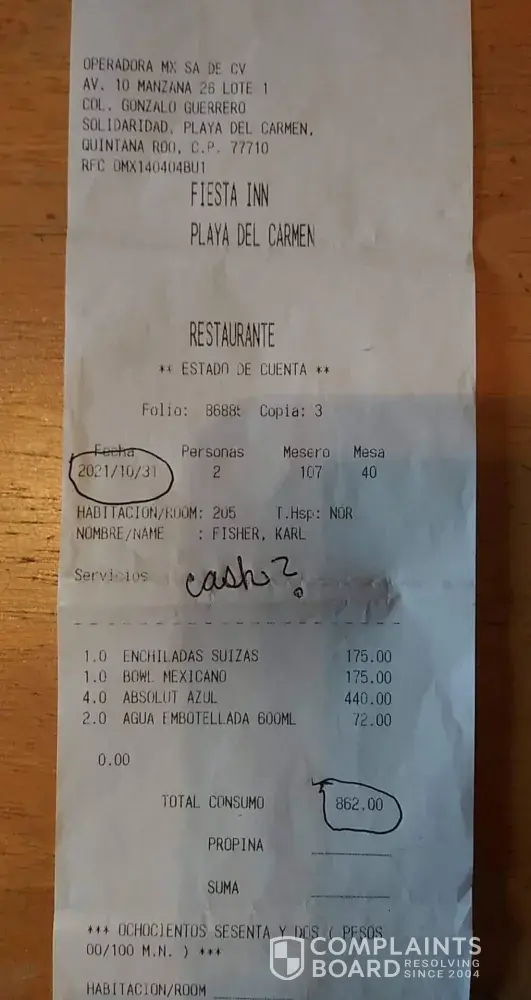 OPERADORA MX SA DE CV
AV. 10 MANZANA 26 LOTE 1
COL. GONZALO GUERRERO
SOLIDARIDAD, PLAYA DEL CARMEN,
QUINTANA ROO, C.P. 77710
RFC OMX140404BU1
FIESTA INN
PLAYA DEL CARMEN
RESTAURANTE
** ESTADO DE CUENTA **
Folio: Copia: 3
Fecha Personas Mesero Mesa
2021/10/31 2 107 40
HABITACION/ROOM: 205 T.Hsp: NOR
NOMBRE/NAME : FISHER, KARL
Servicios cash?
1.0 ENCHILADAS SUIZAS 175.00
1.0 BOWL MEXICANO 175.00
4.0 ABSOLUT AZUL 440.00
2.0 AGUA EMBOTELLADA 600ML 72.00
0.00
TOTAL CONSUMO 862.00
PROPINA
SUMA
*** OCHOCIENTOS SESENTA Y DOS ( PESOS
00/100 M.N. ) ***
HABITACION/ROOM
COMPLAINTS
BOARD RESOLVING
SINCE 2004